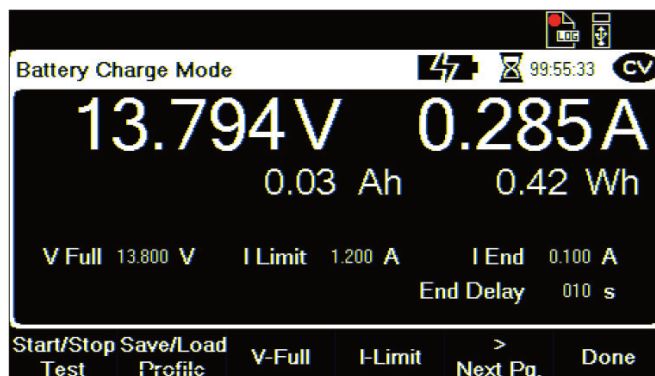 LOG
Battery Charge Mode 99:55:33 CV
13.794 V 0.285 A
0.03 Ah 0.42 Wh
V Full 13.800 V I Limit 1.200 A I End 0.100 A
End Delay 010 s
Start/Stop Save/Load V-Full I-Limit > Done
Test Profile Next Pg.